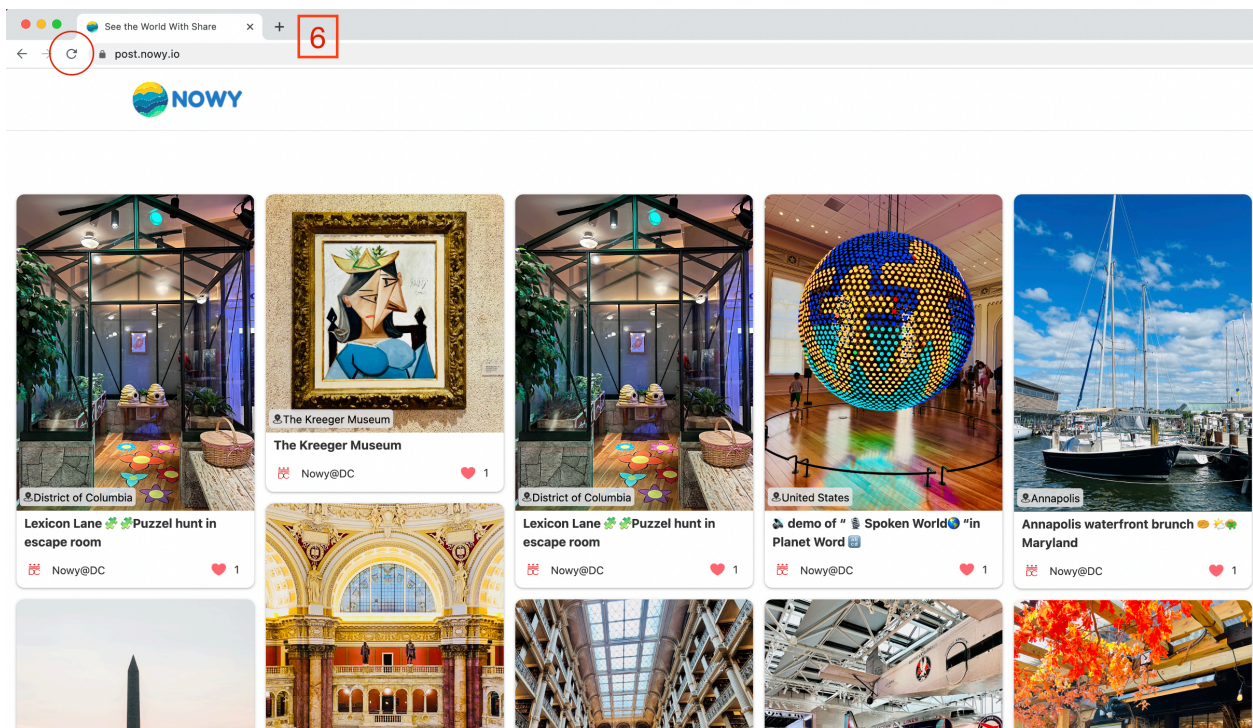 See the World With Share
6
post.nowy.io
NOWY
District of Columbia
Lexicon Lane 🧩 🧩Puzzel hunt in
escape room
Nowy@DC
1
The Kreeger Museum
The Kreeger Museum
Nowy@DC
1
District of Columbia
Lexicon Lane 🧩 🧩Puzzel hunt in
escape room
Nowy@DC
1
United States
🔈 demo of “ 🎙 Spoken World🌎 “in
Planet Word 🔡
Nowy@DC
1
Annapolis
Annapolis waterfront brunch 🥯 🌤🌳
Maryland
Nowy@DC
1